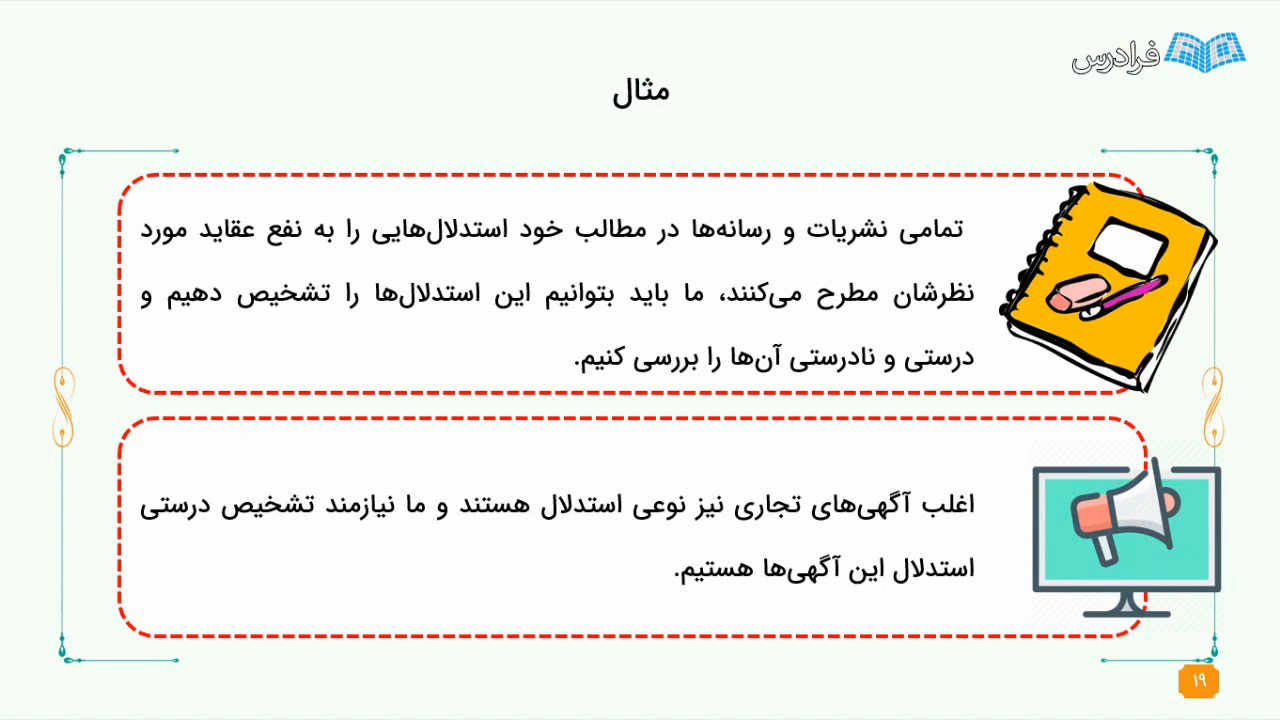 فرادرس
مثال
تمامی نشریات و رسانه‌ها در مطالب خود استدلال‌هایی را به نفع عقاید مورد
نظرشان مطرح می‌کنند، ما باید بتوانیم این استدلال‌ها را تشخیص دهیم و
درستی و نادرستی آن‌ها را بررسی کنیم.
اغلب آگهی‌های تجاری نیز نوعی استدلال هستند و ما نیازمند تشخیص درستی
استدلال این آگهی‌ها هستیم.
۱۹